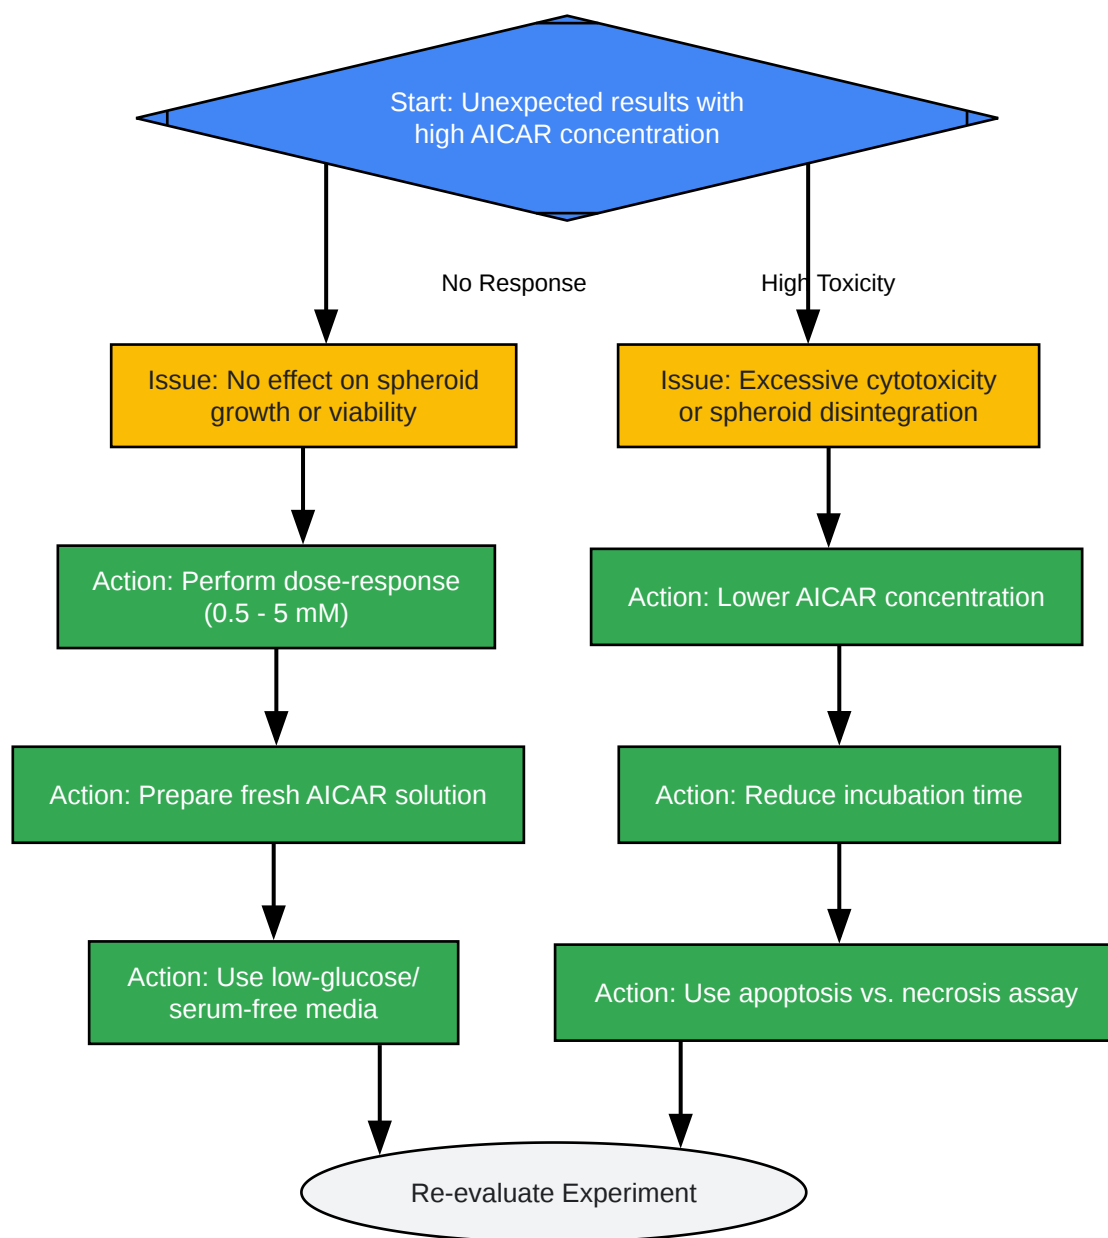 Start: Unexpected results with
high AICAR concentration
No Response
High Toxicity
Issue: No effect on spheroid
growth or viability
Issue: Excessive cytotoxicity
or spheroid disintegration
Action: Perform dose-response
(0.5 - 5 mM)
Action: Lower AICAR concentration
Action: Prepare fresh AICAR solution
Action: Reduce incubation time
Action: Use low-glucose/
serum-free media
Action: Use apoptosis vs. necrosis assay
Re-evaluate Experiment